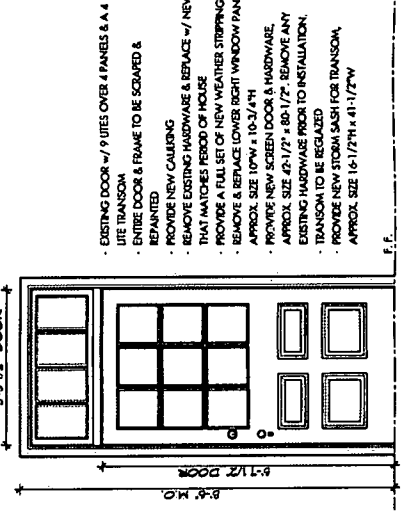 - EXISTING DOOR w/ 9 LITES OVER 4 PANELS & A 4
LITE TRANSOM
- ENTIRE DOOR & FRAME TO BE SCRAPED &
REPAINTED
- PROVIDE NEW CAULKING
- REMOVE EXISTING HARDWARE & REPLACE w/ NEW
THAT MATCHES PERIOD OF HOUSE
- PROVIDE A FULL SET OF NEW WEATHER STRIPPING
- REMOVE & REPLACE LOWER RIGHT WINDOW PAN
APPROX. SIZE 10"W x 10-3/4"H
- PROVIDE NEW SCREEN DOOR & HARDWARE,
APPROX. SIZE 42-1/2" x 80-1/2". REMOVE ANY
EXISTING HARDWARE PRIOR TO INSTALLATION.
- TRANSOM TO BE REGLAZED
- PROVIDE NEW STORM SASH FOR TRANSOM,
APPROX. SIZE 16-1/2"H x 41-1/2"W
F.F.
DOOR
6'-11/2" DOOR
8'-6" M.O.